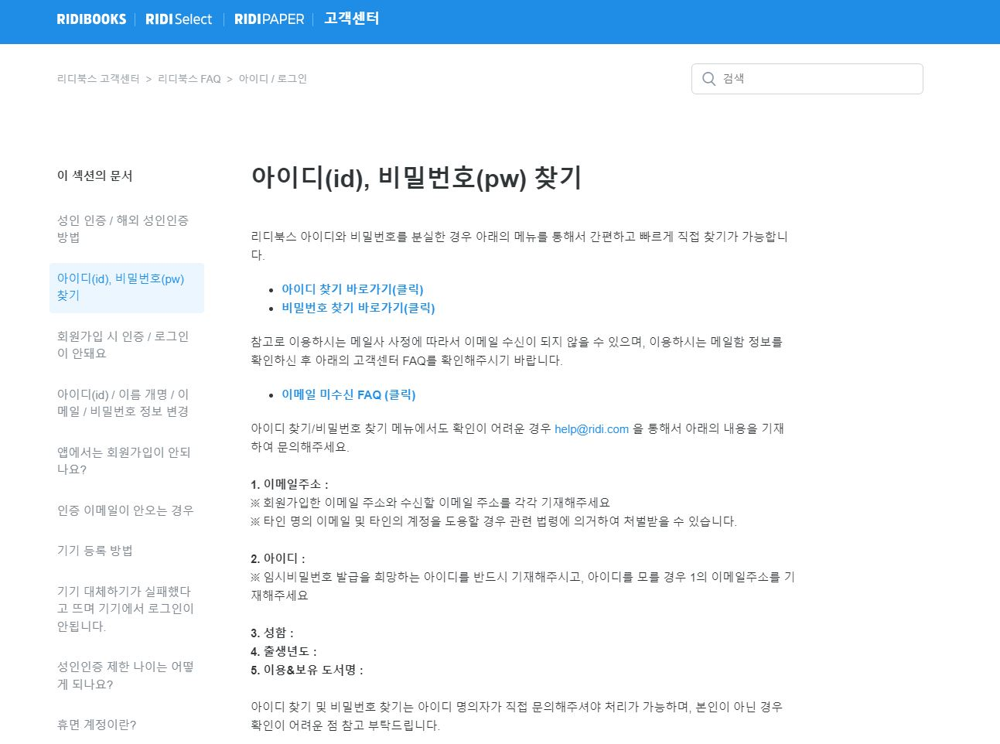 RIDIBOOKS RIDI Select RIDIPAPER 고객센터
리디북스 고객센터 > 리디북스 FAQ > 아이디 / 로그인
검색
이 섹션의 문서
성인 인증 / 해외 성인인증
방법
아이디(id), 비밀번호(pw)
찾기
회원가입 시 인증 / 로그인
이 안돼요
아이디(id) / 이름 개명 / 이
메일 / 비밀번호 정보 변경
앱에서는 회원가입이 안되
나요?
인증 이메일이 안오는 경우
기기 등록 방법
기기 대체하기가 실패했다
고 뜨며 기기에서 로그인이
안됩니다.
성인인증 제한 나이는 어떻
게 되나요?
휴면 계정이란?
아이디(id), 비밀번호(pw) 찾기
리디북스 아이디와 비밀번호를 분실한 경우 아래의 메뉴를 통해서 간편하고 빠르게 직접 찾기가 가능합니
다.
• 아이디 찾기 바로가기(클릭)
• 비밀번호 찾기 바로가기(클릭)
참고로 이용하시는 메일사 사정에 따라서 이메일 수신이 되지 않을 수 있으며, 이용하시는 메일함 정보를
확인하신 후 아래의 고객센터 FAQ를 확인해주시기 바랍니다.
• 이메일 미수신 FAQ (클릭)
아이디 찾기/비밀번호 찾기 메뉴에서도 확인이 어려운 경우 help@ridi.com 을 통해서 아래의 내용을 기재
하여 문의해주세요.
1. 이메일주소 :
※ 회원가입한 이메일 주소와 수신할 이메일 주소를 각각 기재해주세요
※ 타인 명의 이메일 및 타인의 계정을 도용할 경우 관련 법령에 의거하여 처벌받을 수 있습니다.
2. 아이디 :
※ 임시비밀번호 발급을 희망하는 아이디를 반드시 기재해주시고, 아이디를 모를 경우 1의 이메일주소를 기
재해주세요
3. 성함 :
4. 출생년도 :
5. 이용&보유 도서명 :
아이디 찾기 및 비밀번호 찾기는 아이디 명의자가 직접 문의해주셔야 처리가 가능하며, 본인이 아닌 경우
확인이 어려운 점 참고 부탁드립니다.